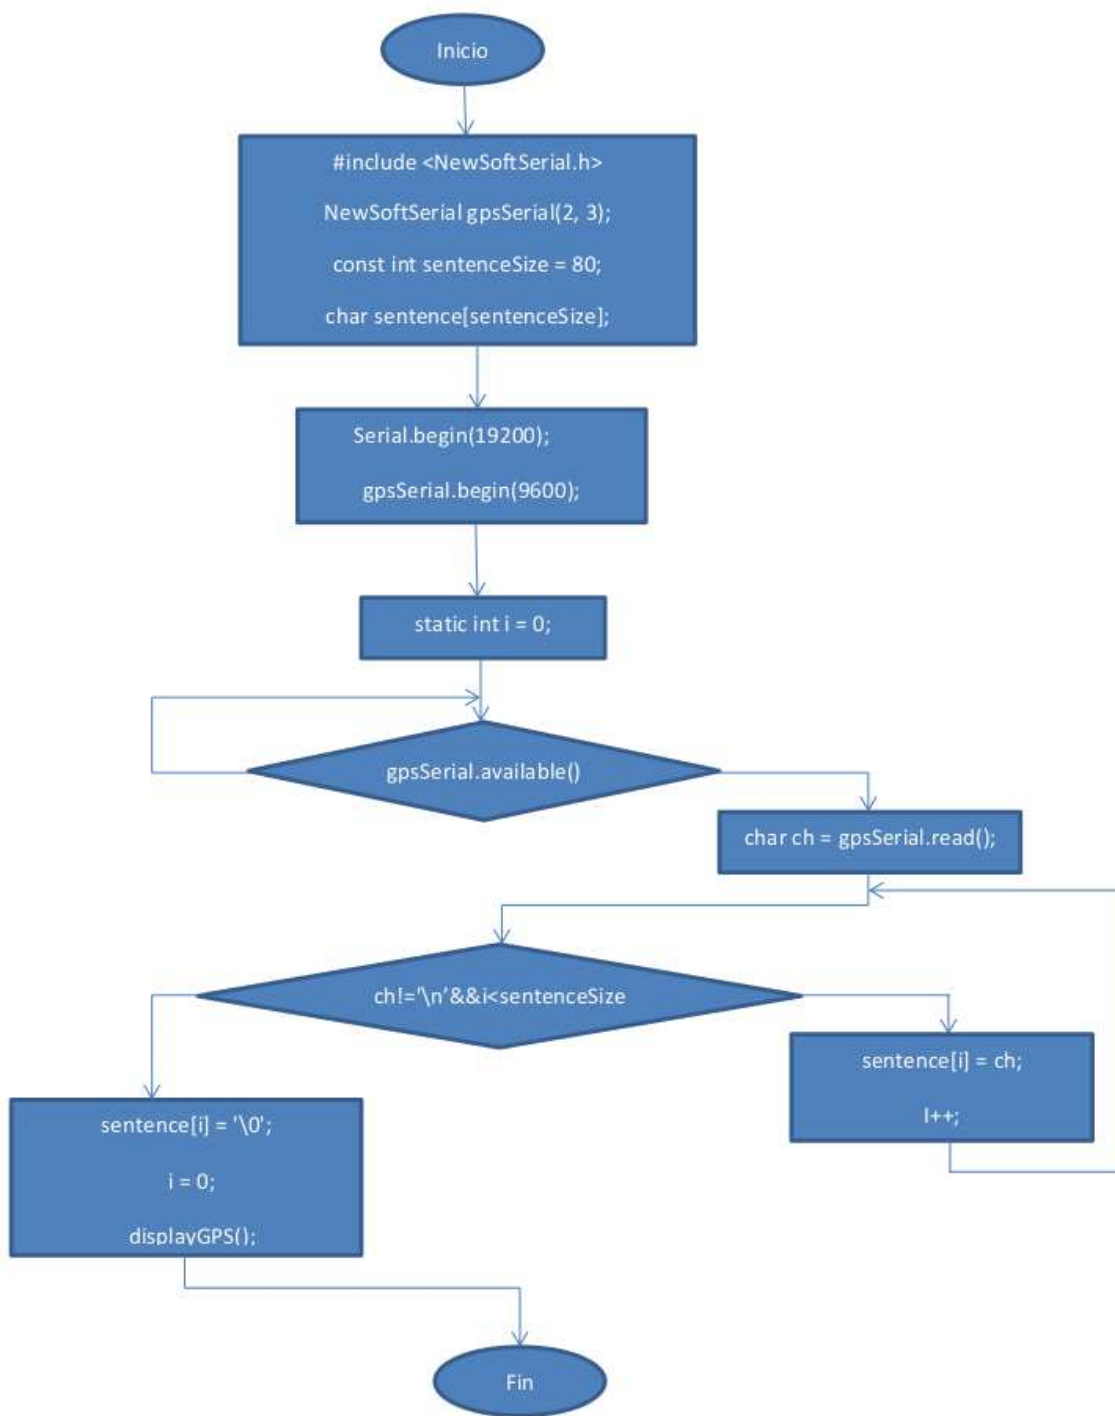 Inicio
#include <NewSoftSerial.h>
NewSoftSerial gpsSerial(2, 3);
const int sentenceSize = 80;
char sentence[sentenceSize];
Serial.begin(19200);
gpsSerial.begin(9600);
static int i = 0;
gpsSerial.available()
char ch = gpsSerial.read();
ch!='\n'&&i<sentenceSize
sentence[i] = ch;
I++;
sentence[i] = '\0';
i = 0;
displayGPS();
Fin